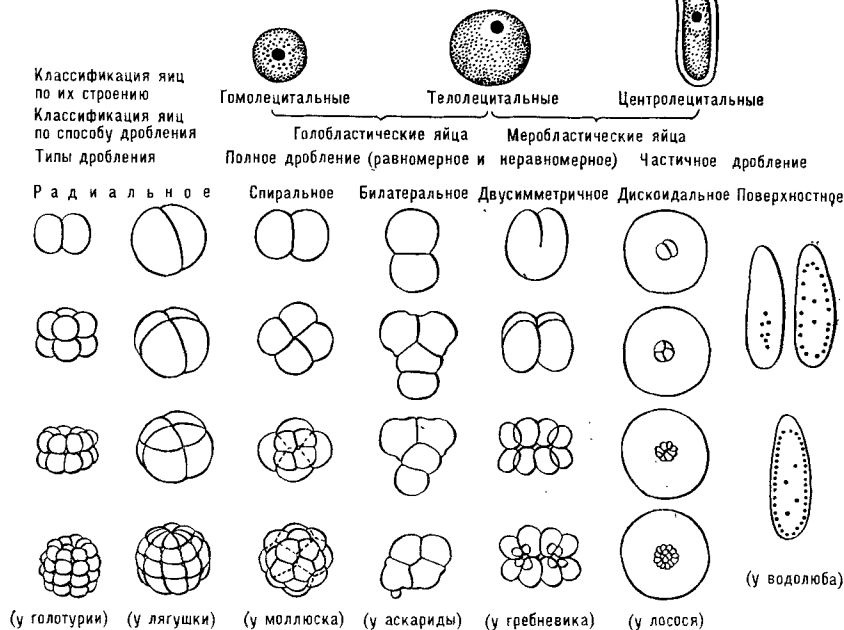 Классификация яиц
по их строению
Гомолецитальные Телолецитальные Центролецитальные
Классификация яиц
по способу дробления
Голобластические яйца Меробластические яйца
Типы дробления Полное дробление (равномерное и неравномерное) Частичное дробление
Радиальное Спиральное Билатеральное Двусимметричное Дискоидальное Поверхностное
(у водолюба)
(у голотурии) (у лягушки) (у моллюска) (у аскариды) (у гребневика) (у лосося)